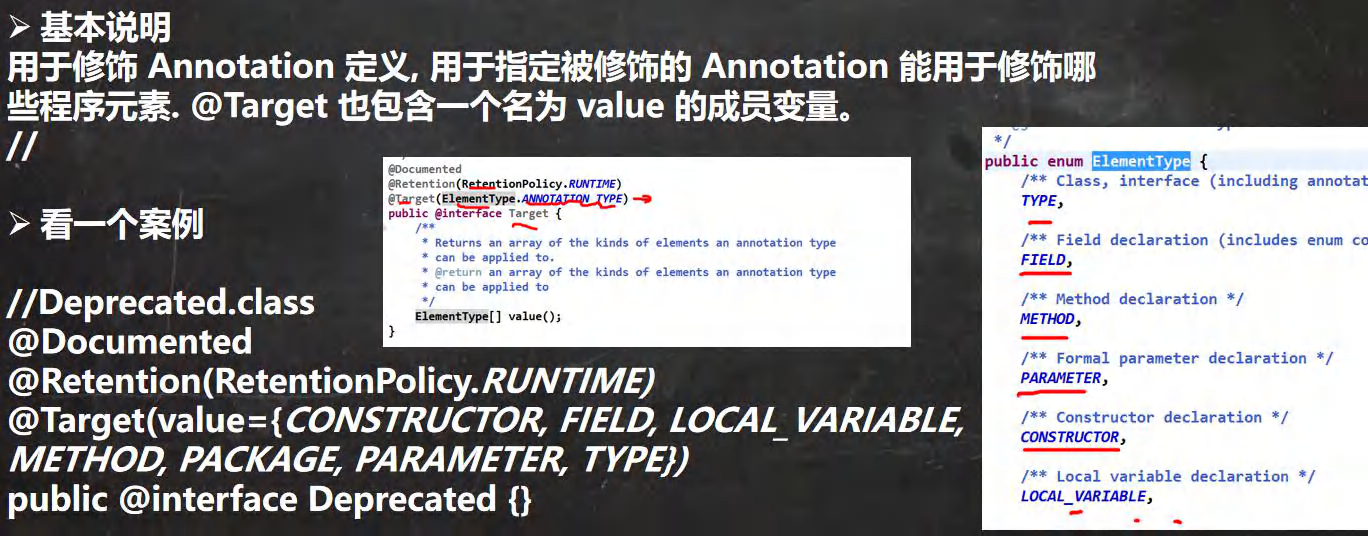 ➢ 基本说明
用于修饰 Annotation 定义, 用于指定被修饰的 Annotation 能用于修饰哪
些程序元素. @Target 也包含一个名为 value 的成员变量。
//
➢ 看一个案例
//Deprecated.class
@Documented
@Retention(RetentionPolicy.RUNTIME)
@Target(value={CONSTRUCTOR, FIELD, LOCAL_VARIABLE,
METHOD, PACKAGE, PARAMETER, TYPE})
public @interface Deprecated {}
@Documented
@Retention(RetentionPolicy.RUNTIME)
@Target(ElementType.ANNOTATION_TYPE)
public @interface Target {
/**
* Returns an array of the kinds of elements an annotation type
* can be applied to.
* @return an array of the kinds of elements an annotation type
* can be applied to
*/
ElementType[] value();
}
*/
public enum ElementType {
/** Class, interface (including annotat
TYPE,
/** Field declaration (includes enum co
FIELD,
/** Method declaration */
METHOD,
/** Formal parameter declaration */
PARAMETER,
/** Constructor declaration */
CONSTRUCTOR,
/** Local variable declaration */
LOCAL_VARIABLE,